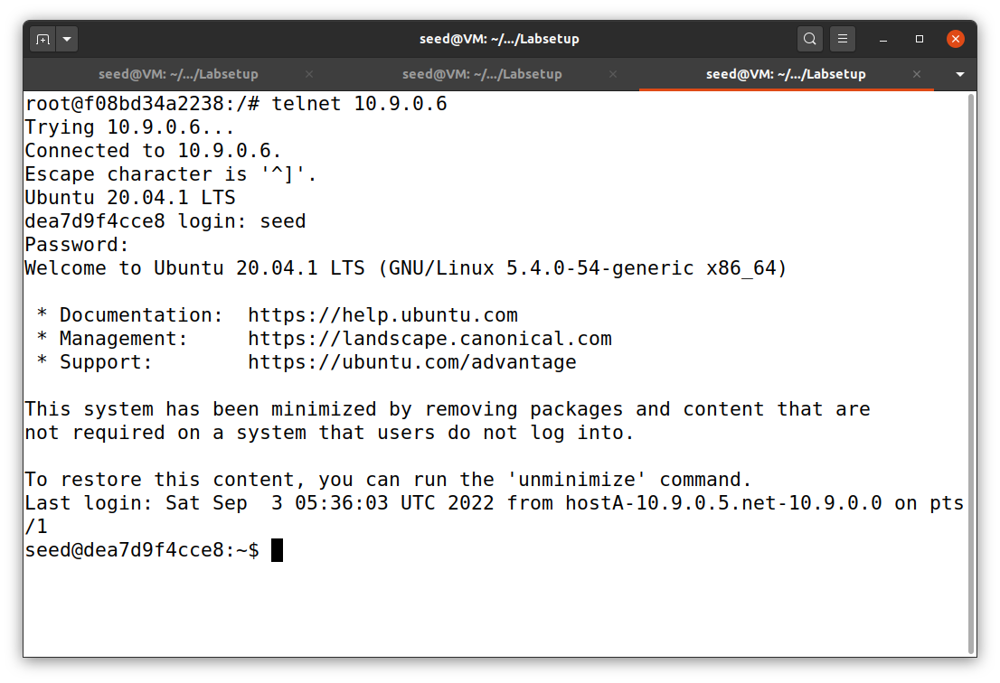 seed@VM: ~/.../Labsetup
seed@VM: ~/.../Labsetup seed@VM: ~/.../Labsetup seed@VM: ~/.../Labsetup
root@f08bd34a2238:/# telnet 10.9.0.6
Trying 10.9.0.6...
Connected to 10.9.0.6.
Escape character is '^]'.
Ubuntu 20.04.1 LTS
dea7d9f4cce8 login: seed
Password:
Welcome to Ubuntu 20.04.1 LTS (GNU/Linux 5.4.0-54-generic x86_64)

 * Documentation:  https://help.ubuntu.com
 * Management:     https://landscape.canonical.com
 * Support:        https://ubuntu.com/advantage

This system has been minimized by removing packages and content that are
not required on a system that users do not log into.

To restore this content, you can run the 'unminimize' command.
Last login: Sat Sep  3 05:36:03 UTC 2022 from hostA-10.9.0.5.net-10.9.0.0 on pts
/1
seed@dea7d9f4cce8:~$